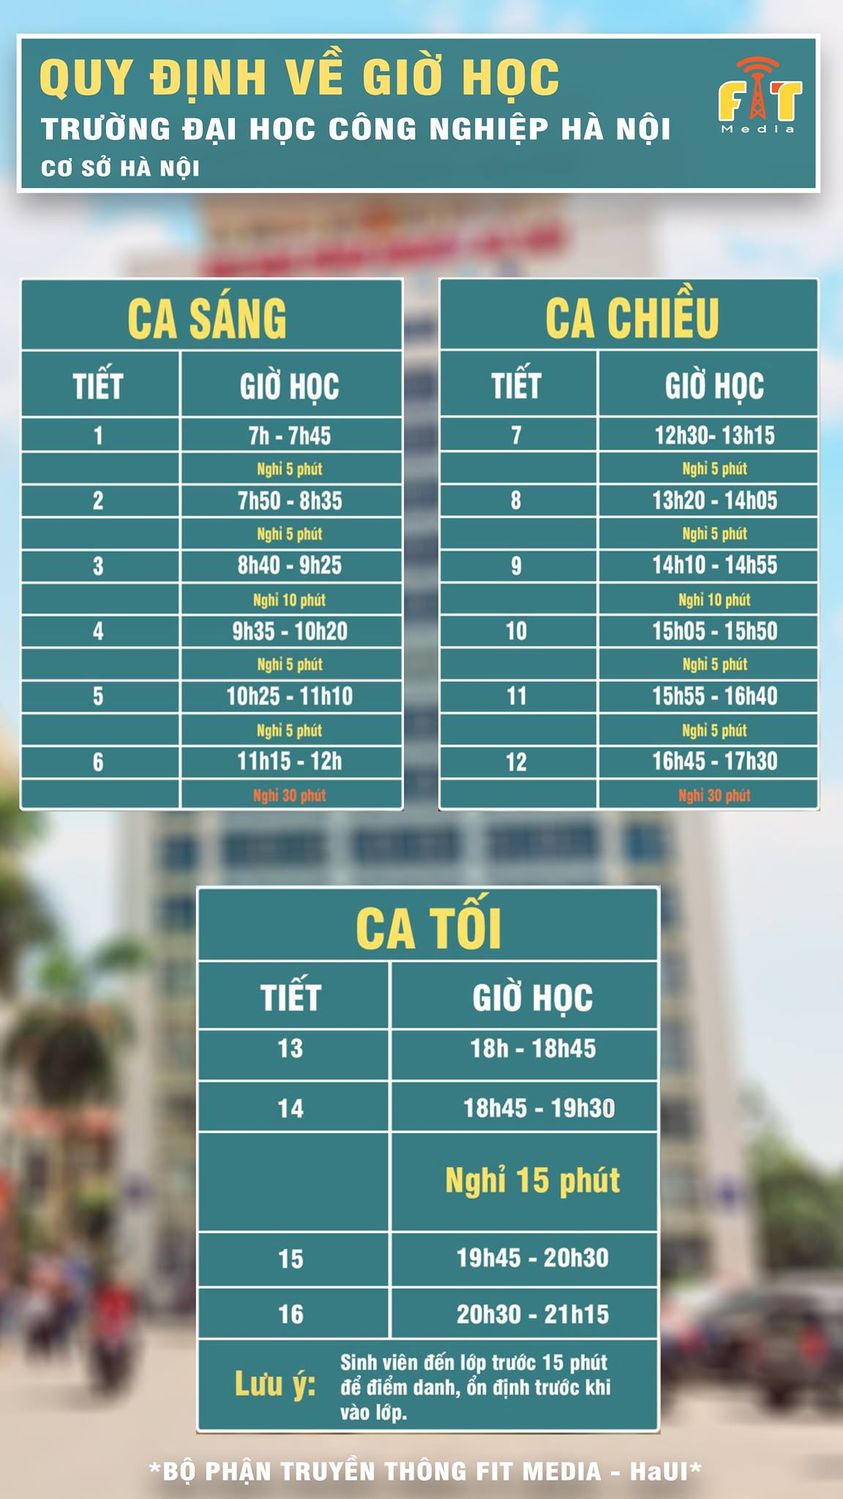 QUY ĐỊNH VỀ GIỜ HỌC
TRƯỜNG ĐẠI HỌC CÔNG NGHIỆP HÀ NỘI
CƠ SỞ HÀ NỘI
FIT
Media
CA SÁNG
TIẾT GIỜ HỌC
1 7h - 7h45
Nghỉ 5 phút
2 7h50 - 8h35
Nghỉ 5 phút
3 8h40 - 9h25
Nghỉ 10 phút
4 9h35 - 10h20
Nghỉ 5 phút
5 10h25 - 11h10
Nghỉ 5 phút
6 11h15 - 12h
Nghỉ 30 phút
CA CHIỀU
TIẾT GIỜ HỌC
7 12h30- 13h15
Nghỉ 5 phút
8 13h20 - 14h05
Nghỉ 5 phút
9 14h10 - 14h55
Nghỉ 10 phút
10 15h05 - 15h50
Nghỉ 5 phút
11 15h55 - 16h40
Nghỉ 5 phút
12 16h45 - 17h30
Nghỉ 30 phút
CA TỐI
TIẾT GIỜ HỌC
13 18h - 18h45
14 18h45 - 19h30
Nghỉ 15 phút
15 19h45 - 20h30
16 20h30 - 21h15
Lưu ý: Sinh viên đến lớp trước 15 phút
để điểm danh, ổn định trước khi
vào lớp.
*BỘ PHẬN TRUYỀN THÔNG FIT MEDIA - HaUI*